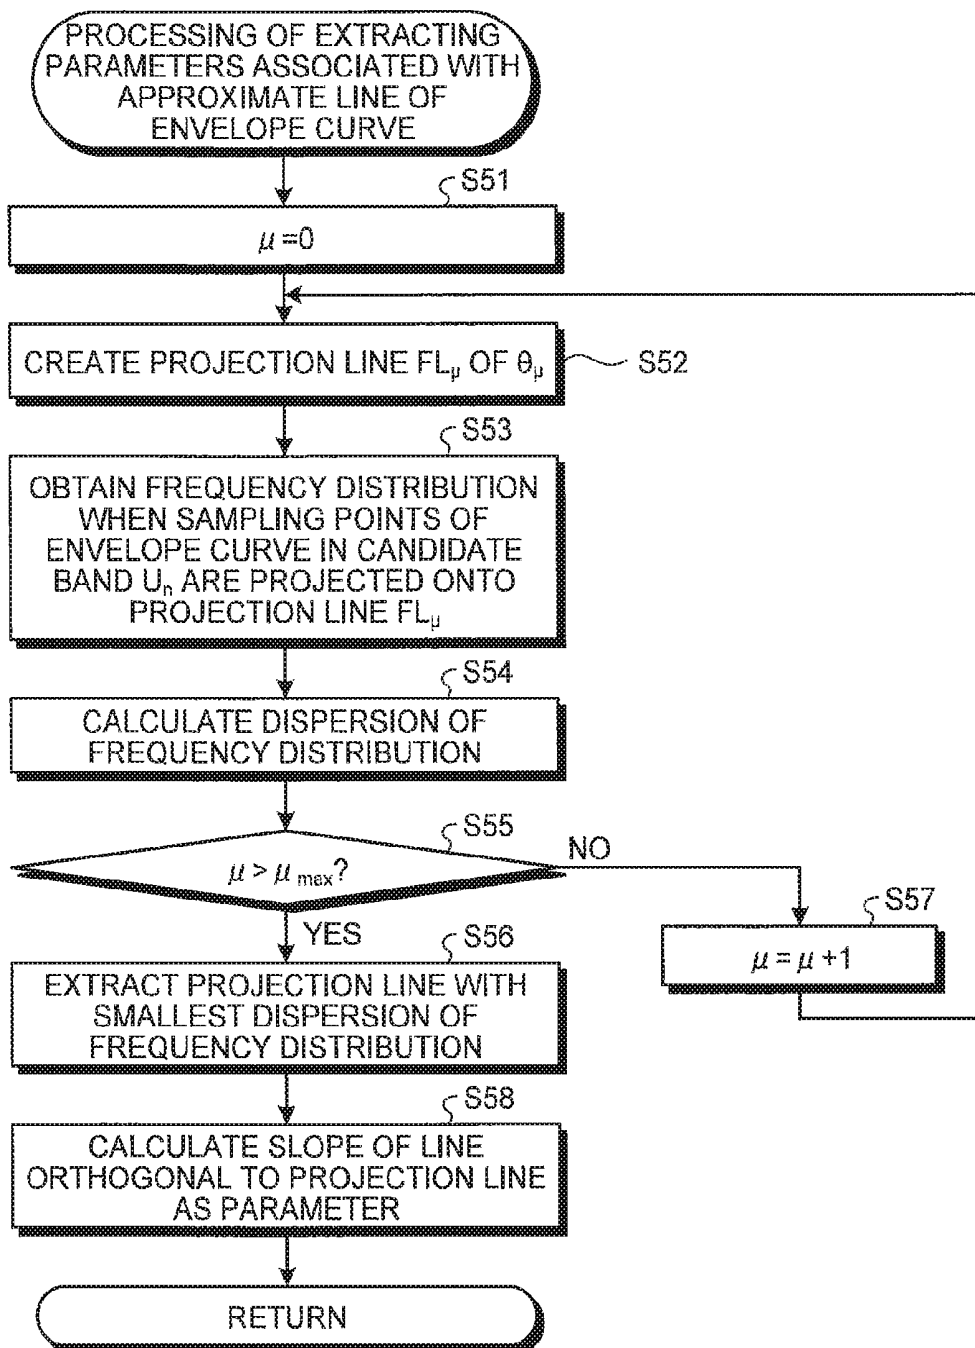 PROCESSING OF EXTRACTING
PARAMETERS ASSOCIATED WITH
APPROXIMATE LINE OF
ENVELOPE CURVE
S51
μ=0
CREATE PROJECTION LINE FLμ OF θμ
S52
S53
OBTAIN FREQUENCY DISTRIBUTION
WHEN SAMPLING POINTS OF
ENVELOPE CURVE IN CANDIDATE
BAND Un ARE PROJECTED ONTO
PROJECTION LINE FLμ
S54
CALCULATE DISPERSION OF
FREQUENCY DISTRIBUTION
S55
μ > μ max?
NO
YES
S57
μ = μ +1
S56
EXTRACT PROJECTION LINE WITH
SMALLEST DISPERSION OF
FREQUENCY DISTRIBUTION
S58
CALCULATE SLOPE OF LINE
ORTHOGONAL TO PROJECTION LINE
AS PARAMETER
RETURN